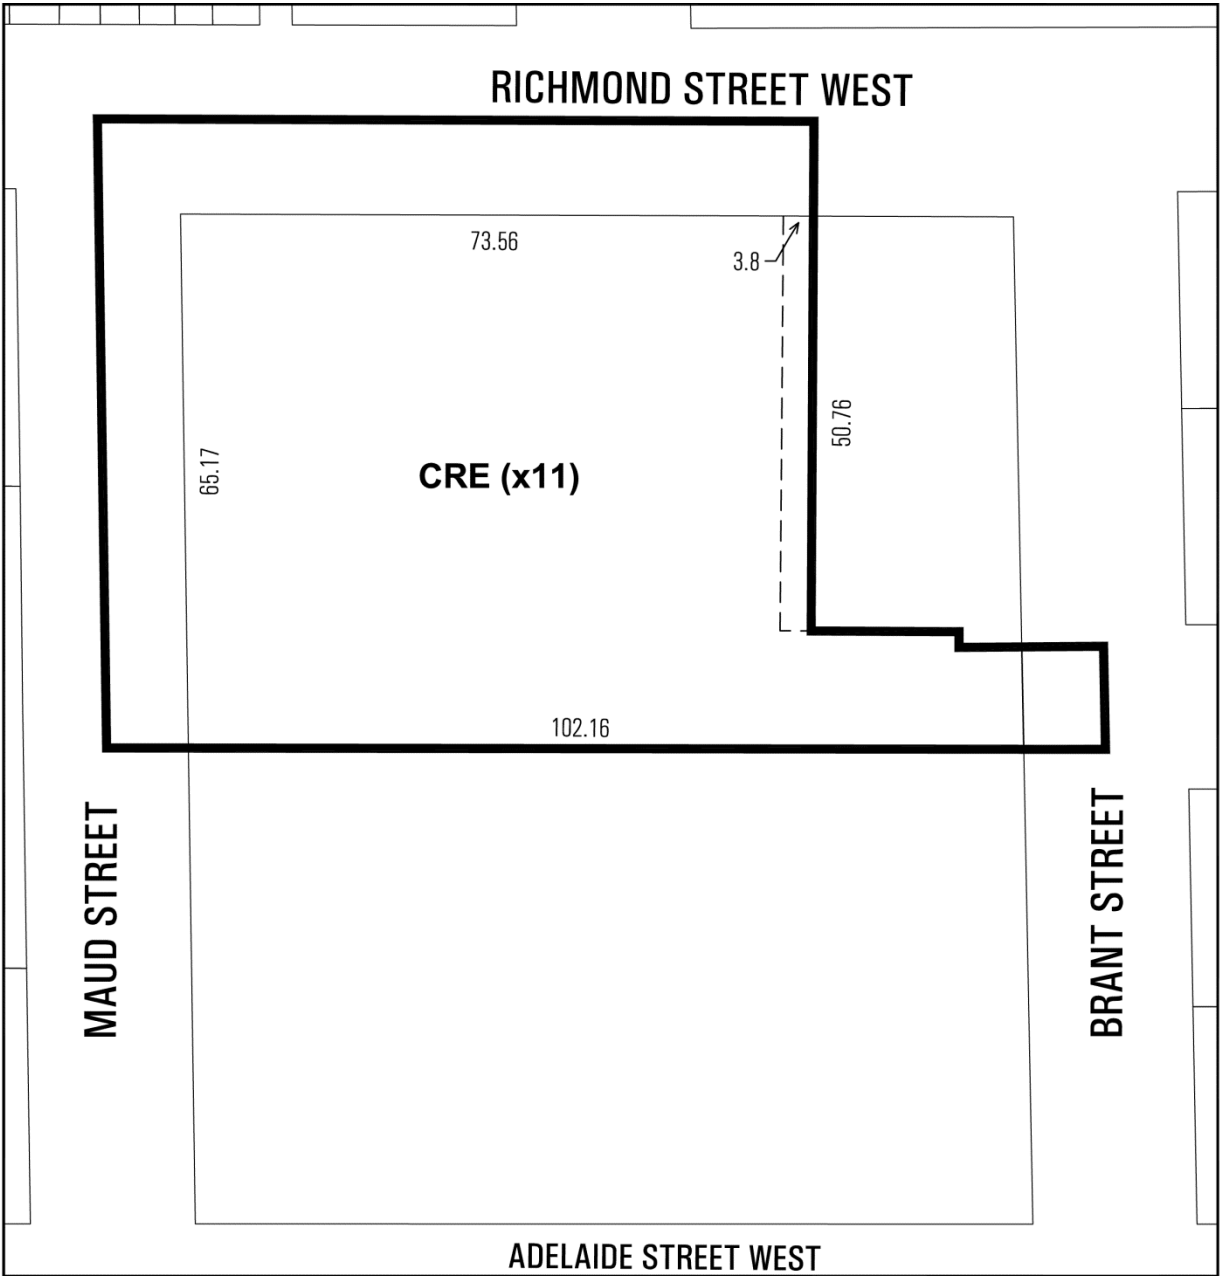 RICHMOND STREET WEST
73.56
3.8
50.76
65.17
CRE (x11)
102.16
MAUD STREET
BRANT STREET
ADELAIDE STREET WEST